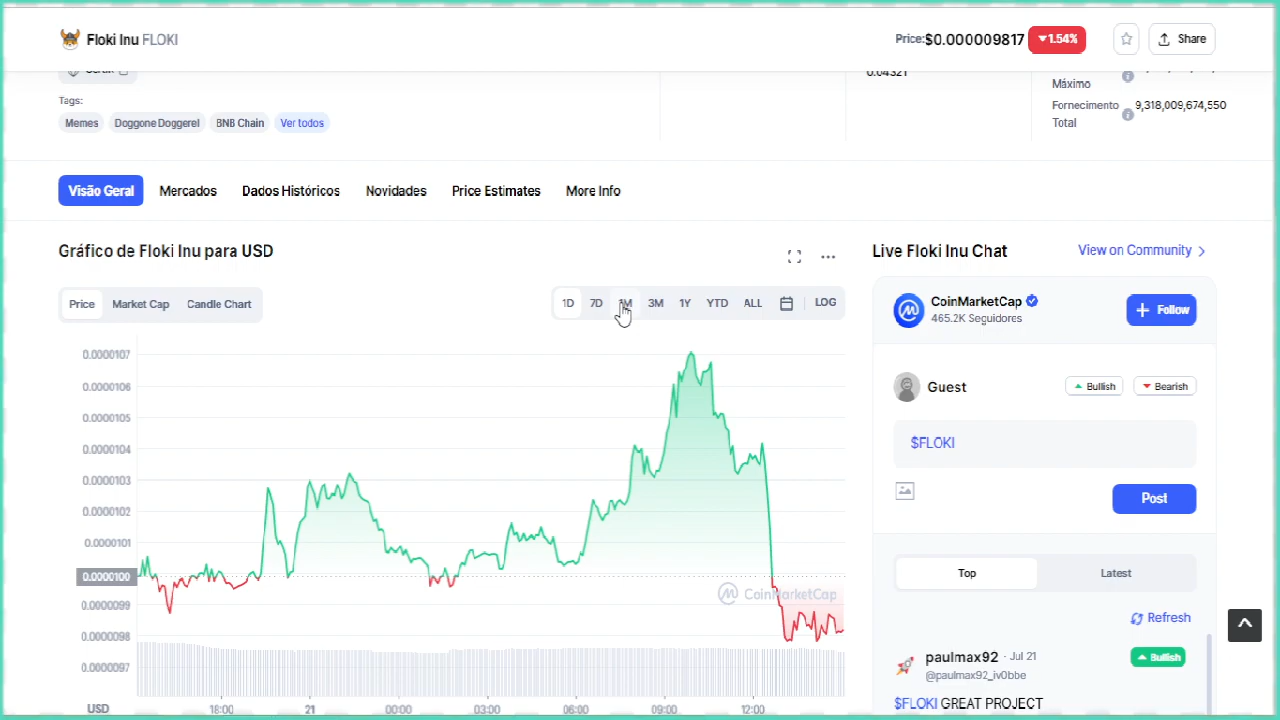 Floki Inu FLOKI
Price: $0.000009817 1.54% Share
0.04321
Máximo
Fornecimento Total 9,318,009,674,550
Tags:
Memes Doggone Doggerel BNB Chain Ver todos
Visão Geral Mercados Dados Históricos Novidades Price Estimates More Info
Gráfico de Floki Inu para USD
Price Market Cap Candle Chart
1D 7D 1M 3M 1Y YTD ALL LOG
0.0000107
0.0000106
0.0000105
0.0000104
0.0000103
0.0000102
0.0000101
0.0000100
0.0000099
0.0000098
0.0000097
CoinMarketCap
USD 18:00 21 00:00 03:00 06:00 09:00 12:00
Live Floki Inu Chat View on Community
CoinMarketCap
465.2K Seguidores
Follow
Guest Bullish Bearish
$FLOKI
Post
Top Latest
Refresh
paulmax92 · Jul 21 Bullish
@paulmax92_iv0bbe
$FLOKI GREAT PROJECT